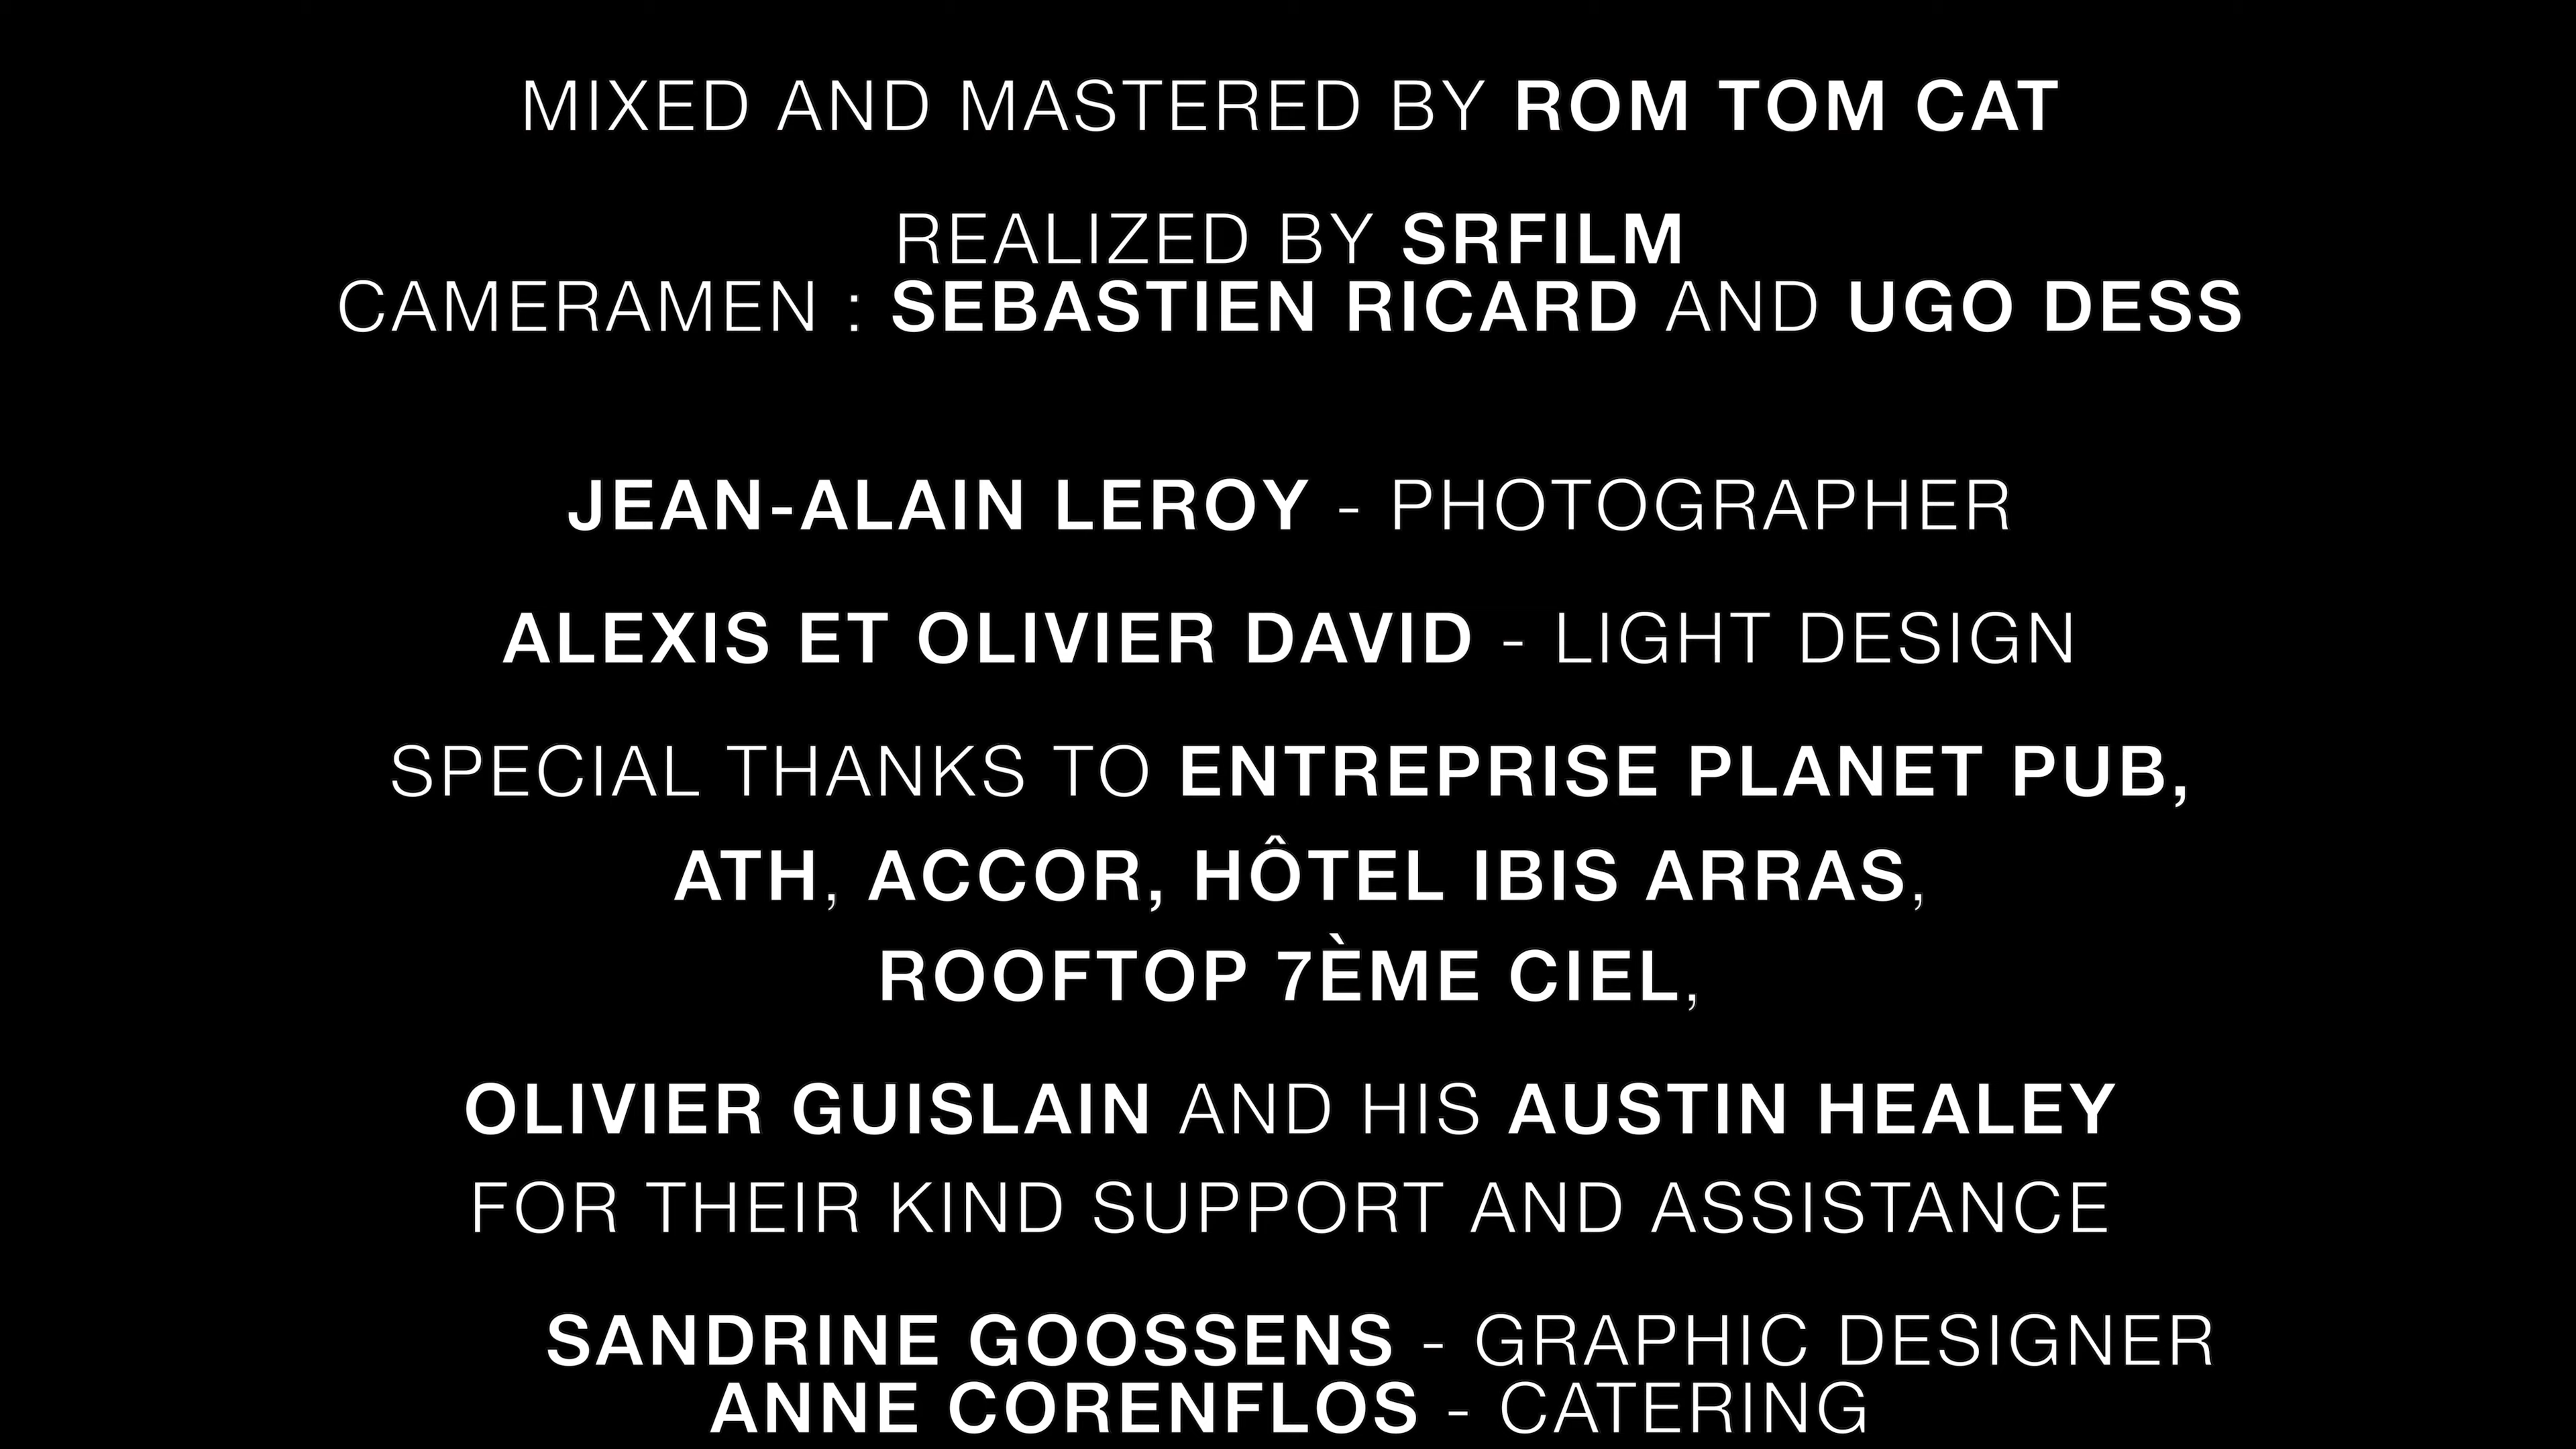 MIXED AND MASTERED BY ROM TOM CAT
REALIZED BY SRFILM
CAMERAMEN : SEBASTIEN RICARD AND UGO DESS
JEAN-ALAIN LEROY - PHOTOGRAPHER
ALEXIS ET OLIVIER DAVID - LIGHT DESIGN
SPECIAL THANKS TO ENTREPRISE PLANET PUB,
ATH, ACCOR, HÔTEL IBIS ARRAS,
ROOFTOP 7ÈME CIEL,
OLIVIER GUISLAIN AND HIS AUSTIN HEALEY
FOR THEIR KIND SUPPORT AND ASSISTANCE
SANDRINE GOOSSENS - GRAPHIC DESIGNER
ANNE CORENFLOS - CATERING